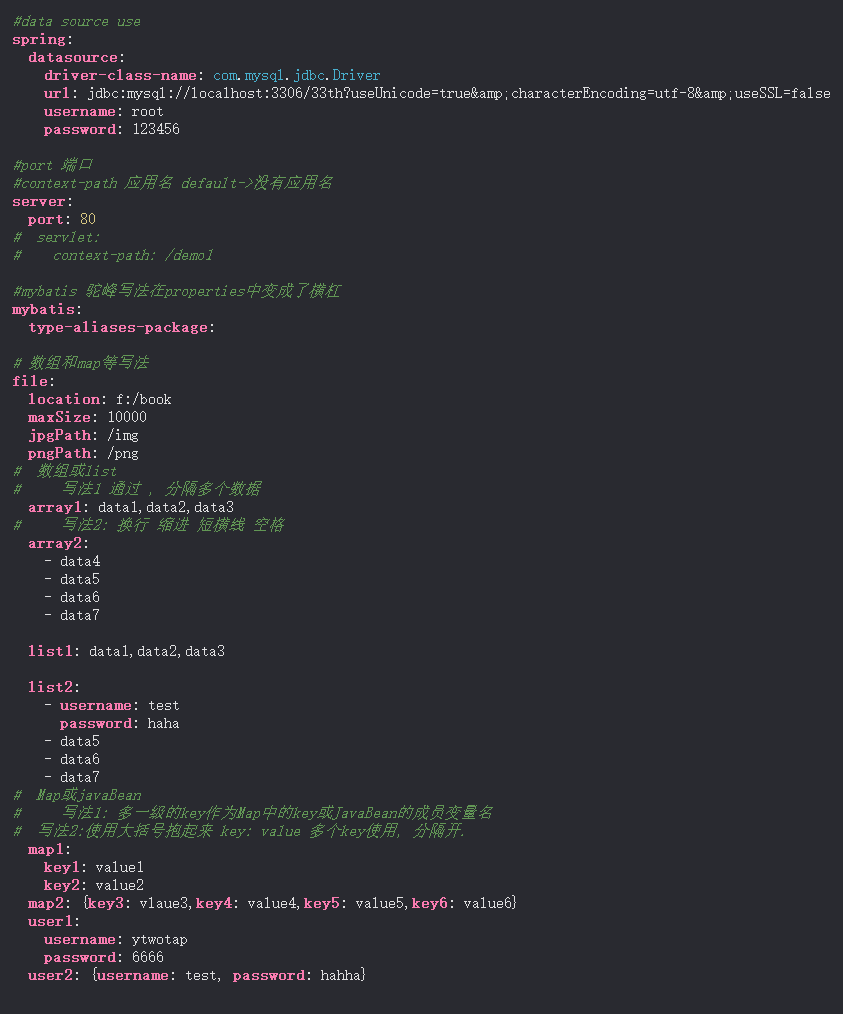 #data source use
spring:
  datasource:
    driver-class-name: com.mysql.jdbc.Driver
    url: jdbc:mysql://localhost:3306/33th?useUnicode=true&amp;characterEncoding=utf-8&amp;useSSL=false
    username: root
    password: 123456

#port 端口
#context-path 应用名 default->没有应用名
server:
  port: 80
#  servlet:
#    context-path: /demo1

#mybatis 驼峰写法在properties中变成了横杠
mybatis:
  type-aliases-package:

# 数组和map等写法
file:
  location: f:/book
  maxSize: 10000
  jpgPath: /img
  pngPath: /png
#  数组或list
#     写法1 通过 , 分隔多个数据
  array1: data1,data2,data3
#     写法2: 换行 缩进 短横线 空格
  array2:
    - data4
    - data5
    - data6
    - data7

  list1: data1,data2,data3

  list2:
    - username: test
      password: haha
    - data5
    - data6
    - data7
#  Map或javaBean
#     写法1: 多一级的key作为Map中的key或JavaBean的成员变量名
#  写法2:使用大括号抱起来 key: value 多个key使用, 分隔开.
  map1:
    key1: value1
    key2: value2
  map2: {key3: vlaue3,key4: value4,key5: value5,key6: value6}
  user1:
    username: ytwotap
    password: 6666
  user2: {username: test, password: hahha}